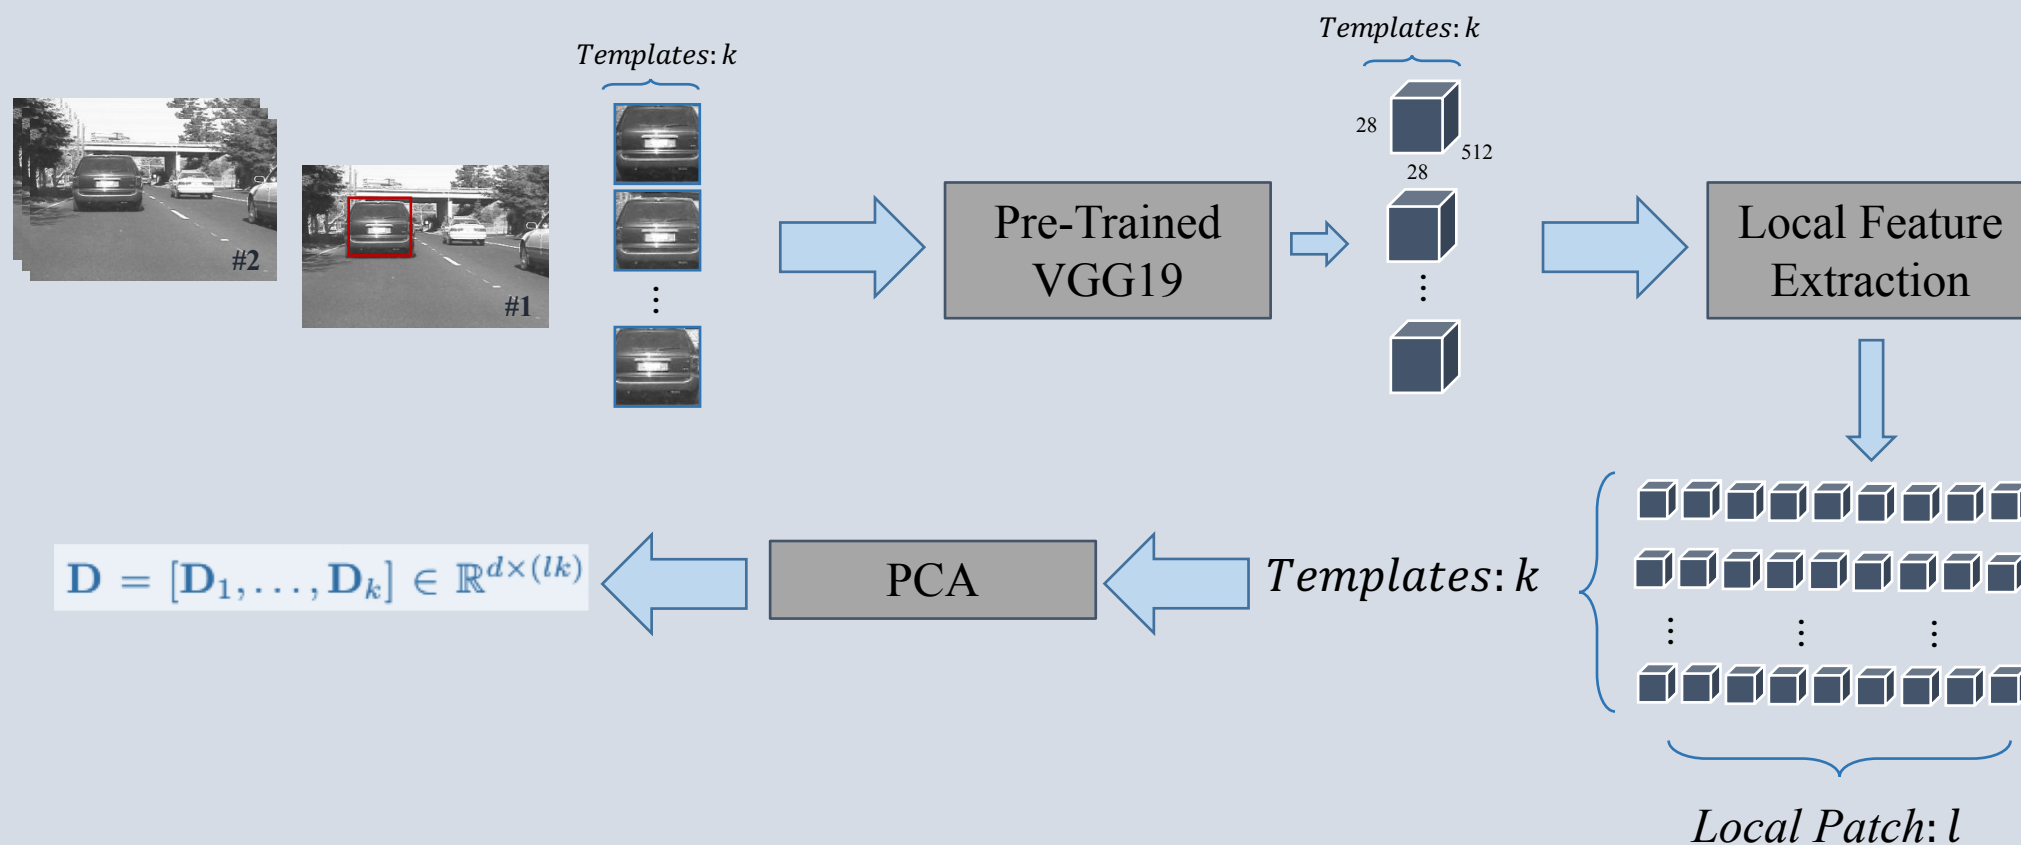 Templates: k
Templates: k
28
512
28
#2
#1
Pre-Trained
VGG19
Local Feature
Extraction
⋮
⋮
D = [D₁, . . . , Dₖ] ∈ ℝ^{d×(lk)}
PCA
Templates: k
⋮ ⋮ ⋮
Local Patch: l